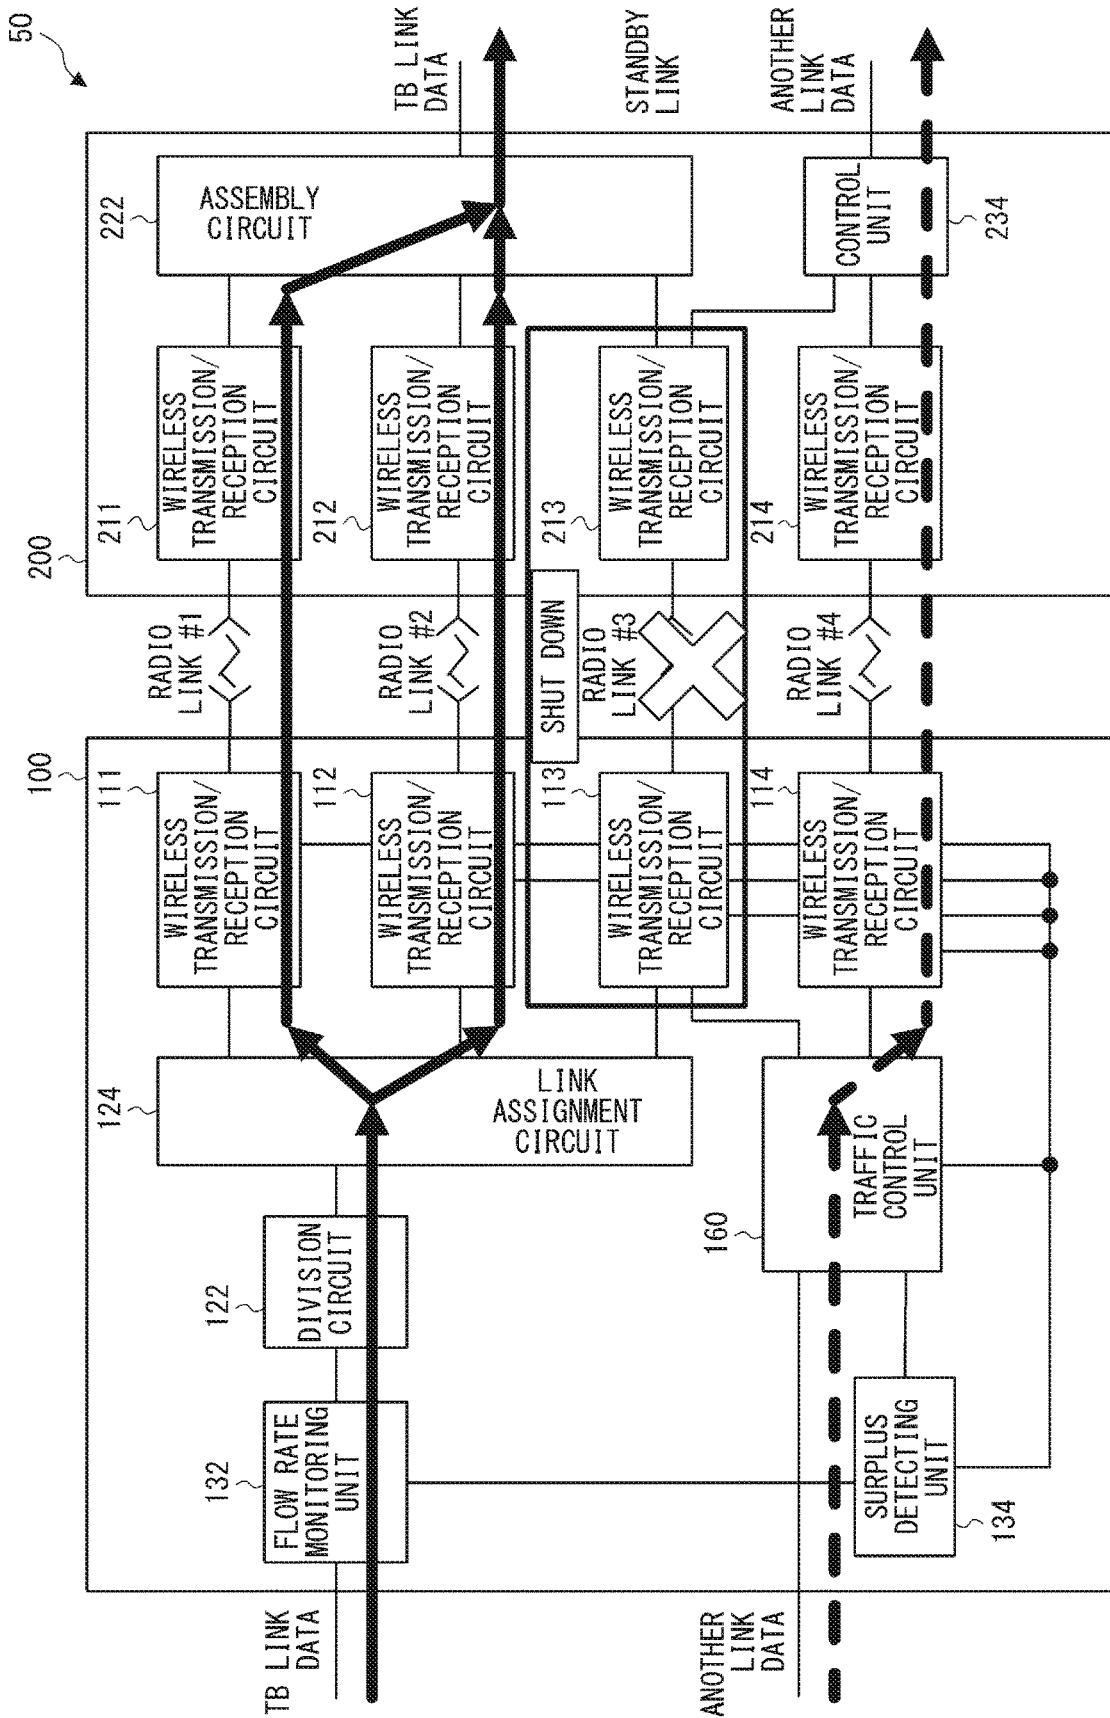 50
100
200
TB LINK
DATA
132
FLOW RATE
MONITORING
UNIT
122
DIVISION
CIRCUIT
124
LINK
ASSIGNMENT
CIRCUIT
111
WIRELESS
TRANSMISSION/
RECEPTION
CIRCUIT
RADIO
LINK #1
211
WIRELESS
TRANSMISSION/
RECEPTION
CIRCUIT
222
ASSEMBLY
CIRCUIT
TB LINK
DATA
112
WIRELESS
TRANSMISSION/
RECEPTION
CIRCUIT
RADIO
LINK #2
212
WIRELESS
TRANSMISSION/
RECEPTION
CIRCUIT
SHUT DOWN
113
WIRELESS
TRANSMISSION/
RECEPTION
CIRCUIT
RADIO
LINK #3
213
WIRELESS
TRANSMISSION/
RECEPTION
CIRCUIT
STANDBY
LINK
ANOTHER
LINK
DATA
134
SURPLUS
DETECTING
UNIT
160
TRAFFIC
CONTROL
UNIT
114
WIRELESS
TRANSMISSION/
RECEPTION
CIRCUIT
RADIO
LINK #4
214
WIRELESS
TRANSMISSION/
RECEPTION
CIRCUIT
CONTROL
UNIT
234
ANOTHER
LINK
DATA